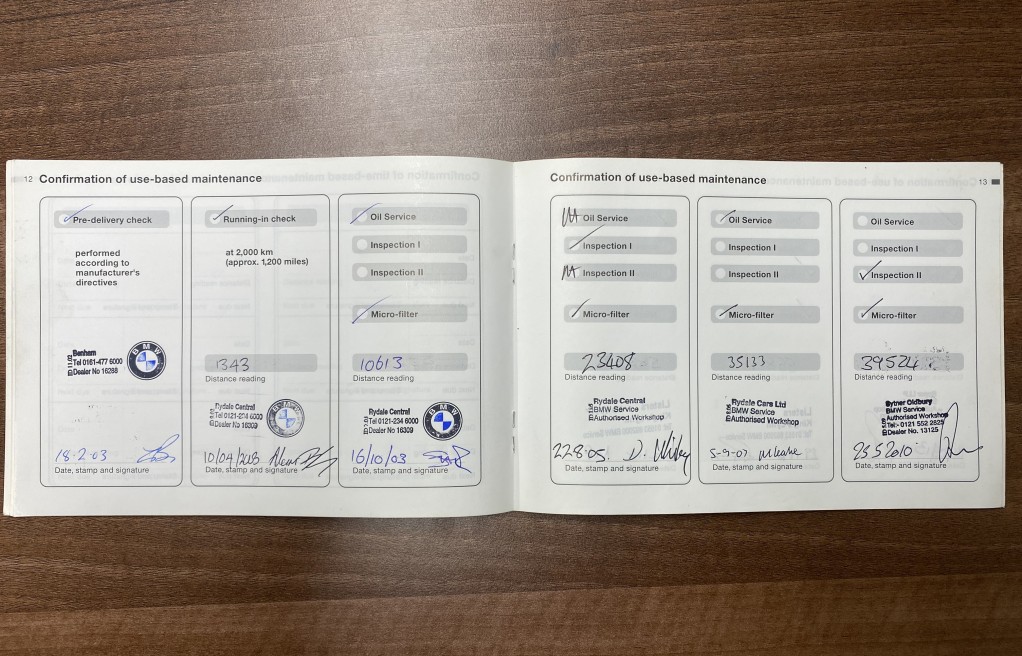 12 Confirmation of use-based maintenance
Pre-delivery check
performed
according to
manufacturer's
directives
Benham
Tel 0161-477 6000
Dealer No 16268
BMW
18·2·03
Date, stamp and signature
Running-in check
at 2,000 km
(approx. 1,200 miles)
1343
Distance reading
Rydale Central
Tel 0121-234 6000
Dealer No 16309
10/04/2003
Date, stamp and signature
Oil Service
Inspection I
Inspection II
Micro-filter
10613
Distance reading
Rydale Central
Tel 0121-234 6000
Dealer No 16309
BMW
16/10/03
Date, stamp and signature
Confirmation of use-based maintenance 13
Oil Service
Inspection I
Inspection II
Micro-filter
23408
Distance reading
Rydale Central
BMW Service
Authorised Workshop
22·8·05.
Date, stamp and signature
Oil Service
Inspection I
Inspection II
Micro-filter
35133
Distance reading
Rydale Cars Ltd
BMW Service
Authorised Workshop
5-9-07
Date, stamp and signature
Oil Service
Inspection I
Inspection II
Micro-filter
39524
Distance reading
Sytner Oldbury
BMW Service
Authorised Workshop
Tel:- 0121 552 2825
Dealer No. 13125
25 5 2010
Date, stamp and signature